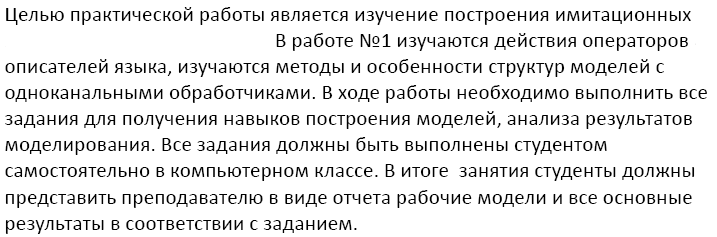 Целью практической работы является изучение построения имитационных
В работе №1 изучаются действия операторов
описателей языка, изучаются методы и особенности структур моделей с
одноканальными обработчиками. В ходе работы необходимо выполнить все
задания для получения навыков построения моделей, анализа результатов
моделирования. Все задания должны быть выполнены студентом
самостоятельно в компьютерном классе. В итоге  занятия студенты должны
представить преподавателю в виде отчета рабочие модели и все основные
результаты в соответствии с заданием.